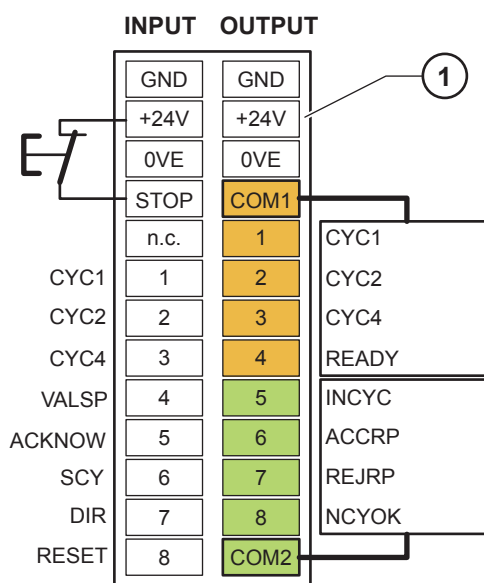 INPUT OUTPUT
1
GND GND
+24V +24V
0VE 0VE
STOP COM1
n.c. 1 CYC1
CYC1 1 2 CYC2
CYC2 2 3 CYC4
CYC4 3 4 READY
VALSP 4 5 INCYC
ACKNOW 5 6 ACCRP
SCY 6 7 REJRP
DIR 7 8 NCYOK
RESET 8 COM2